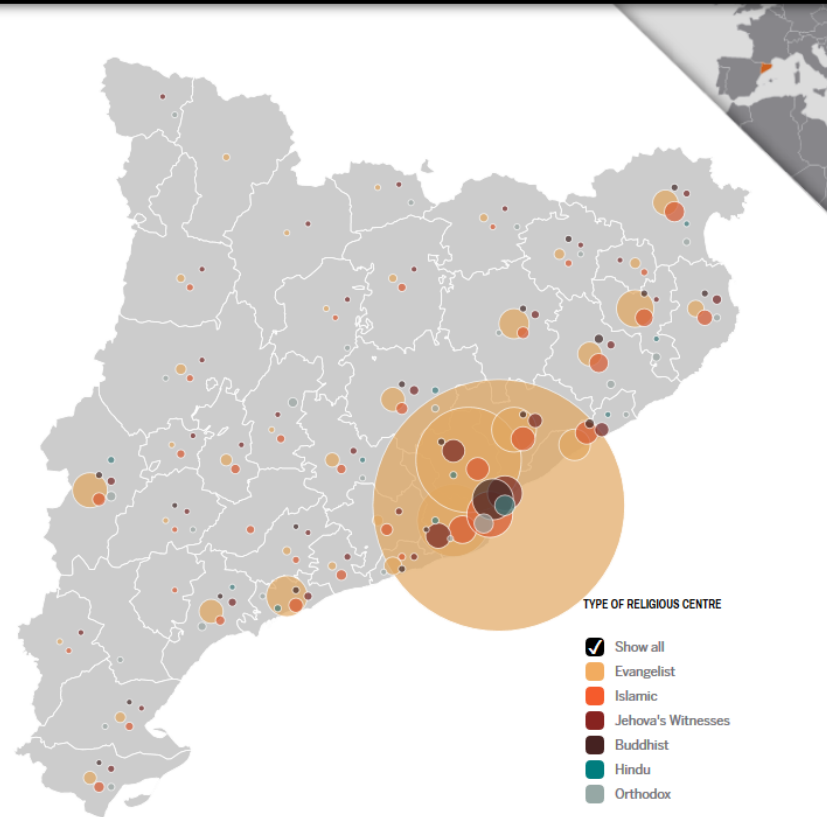 TYPE OF RELIGIOUS CENTRE
Show all
Evangelist
Islamic
Jehova's Witnesses
Buddhist
Hindu
Orthodox